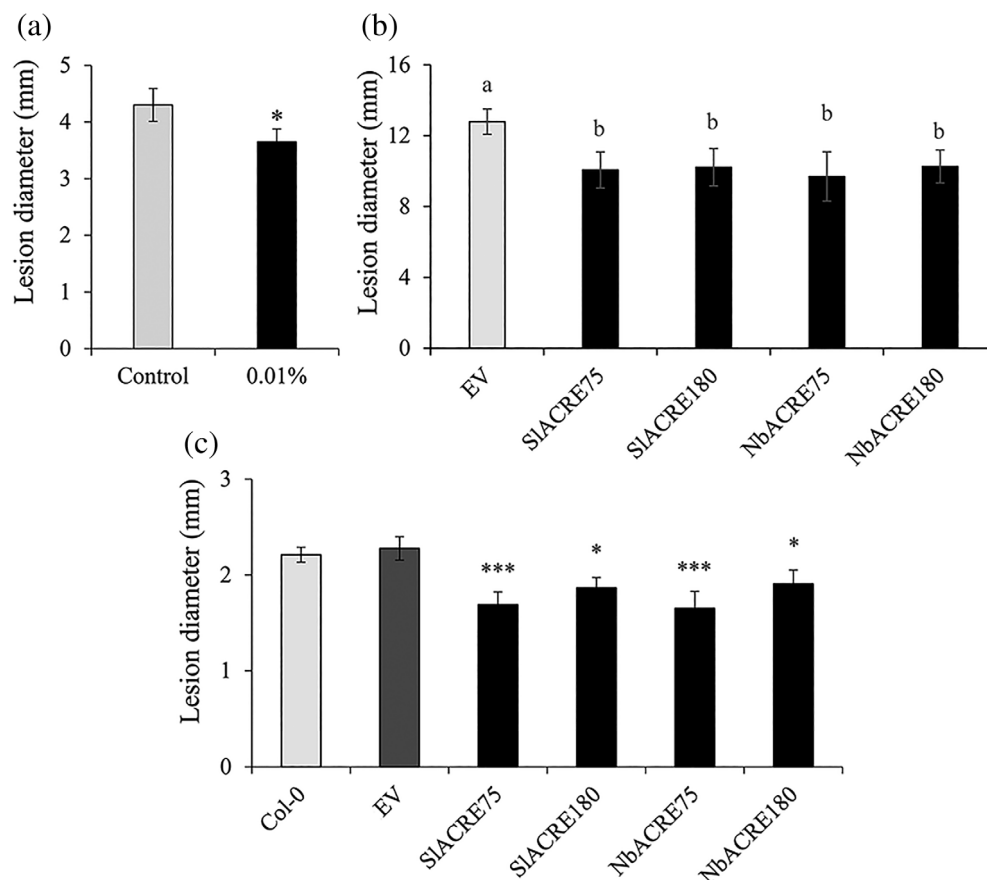 (a)
Lesion diameter (mm)
5
4
3
2
1
0
*
Control 0.01%
(b)
Lesion diameter (mm)
16
12
8
4
0
a
b
b
b
b
EV
SlACRE75
SlACRE180
NbACRE75
NbACRE180
(c)
Lesion diameter (mm)
3
2
1
0
***
*
***
*
Col-0
EV
SlACRE75
SlACRE180
NbACRE75
NbACRE180